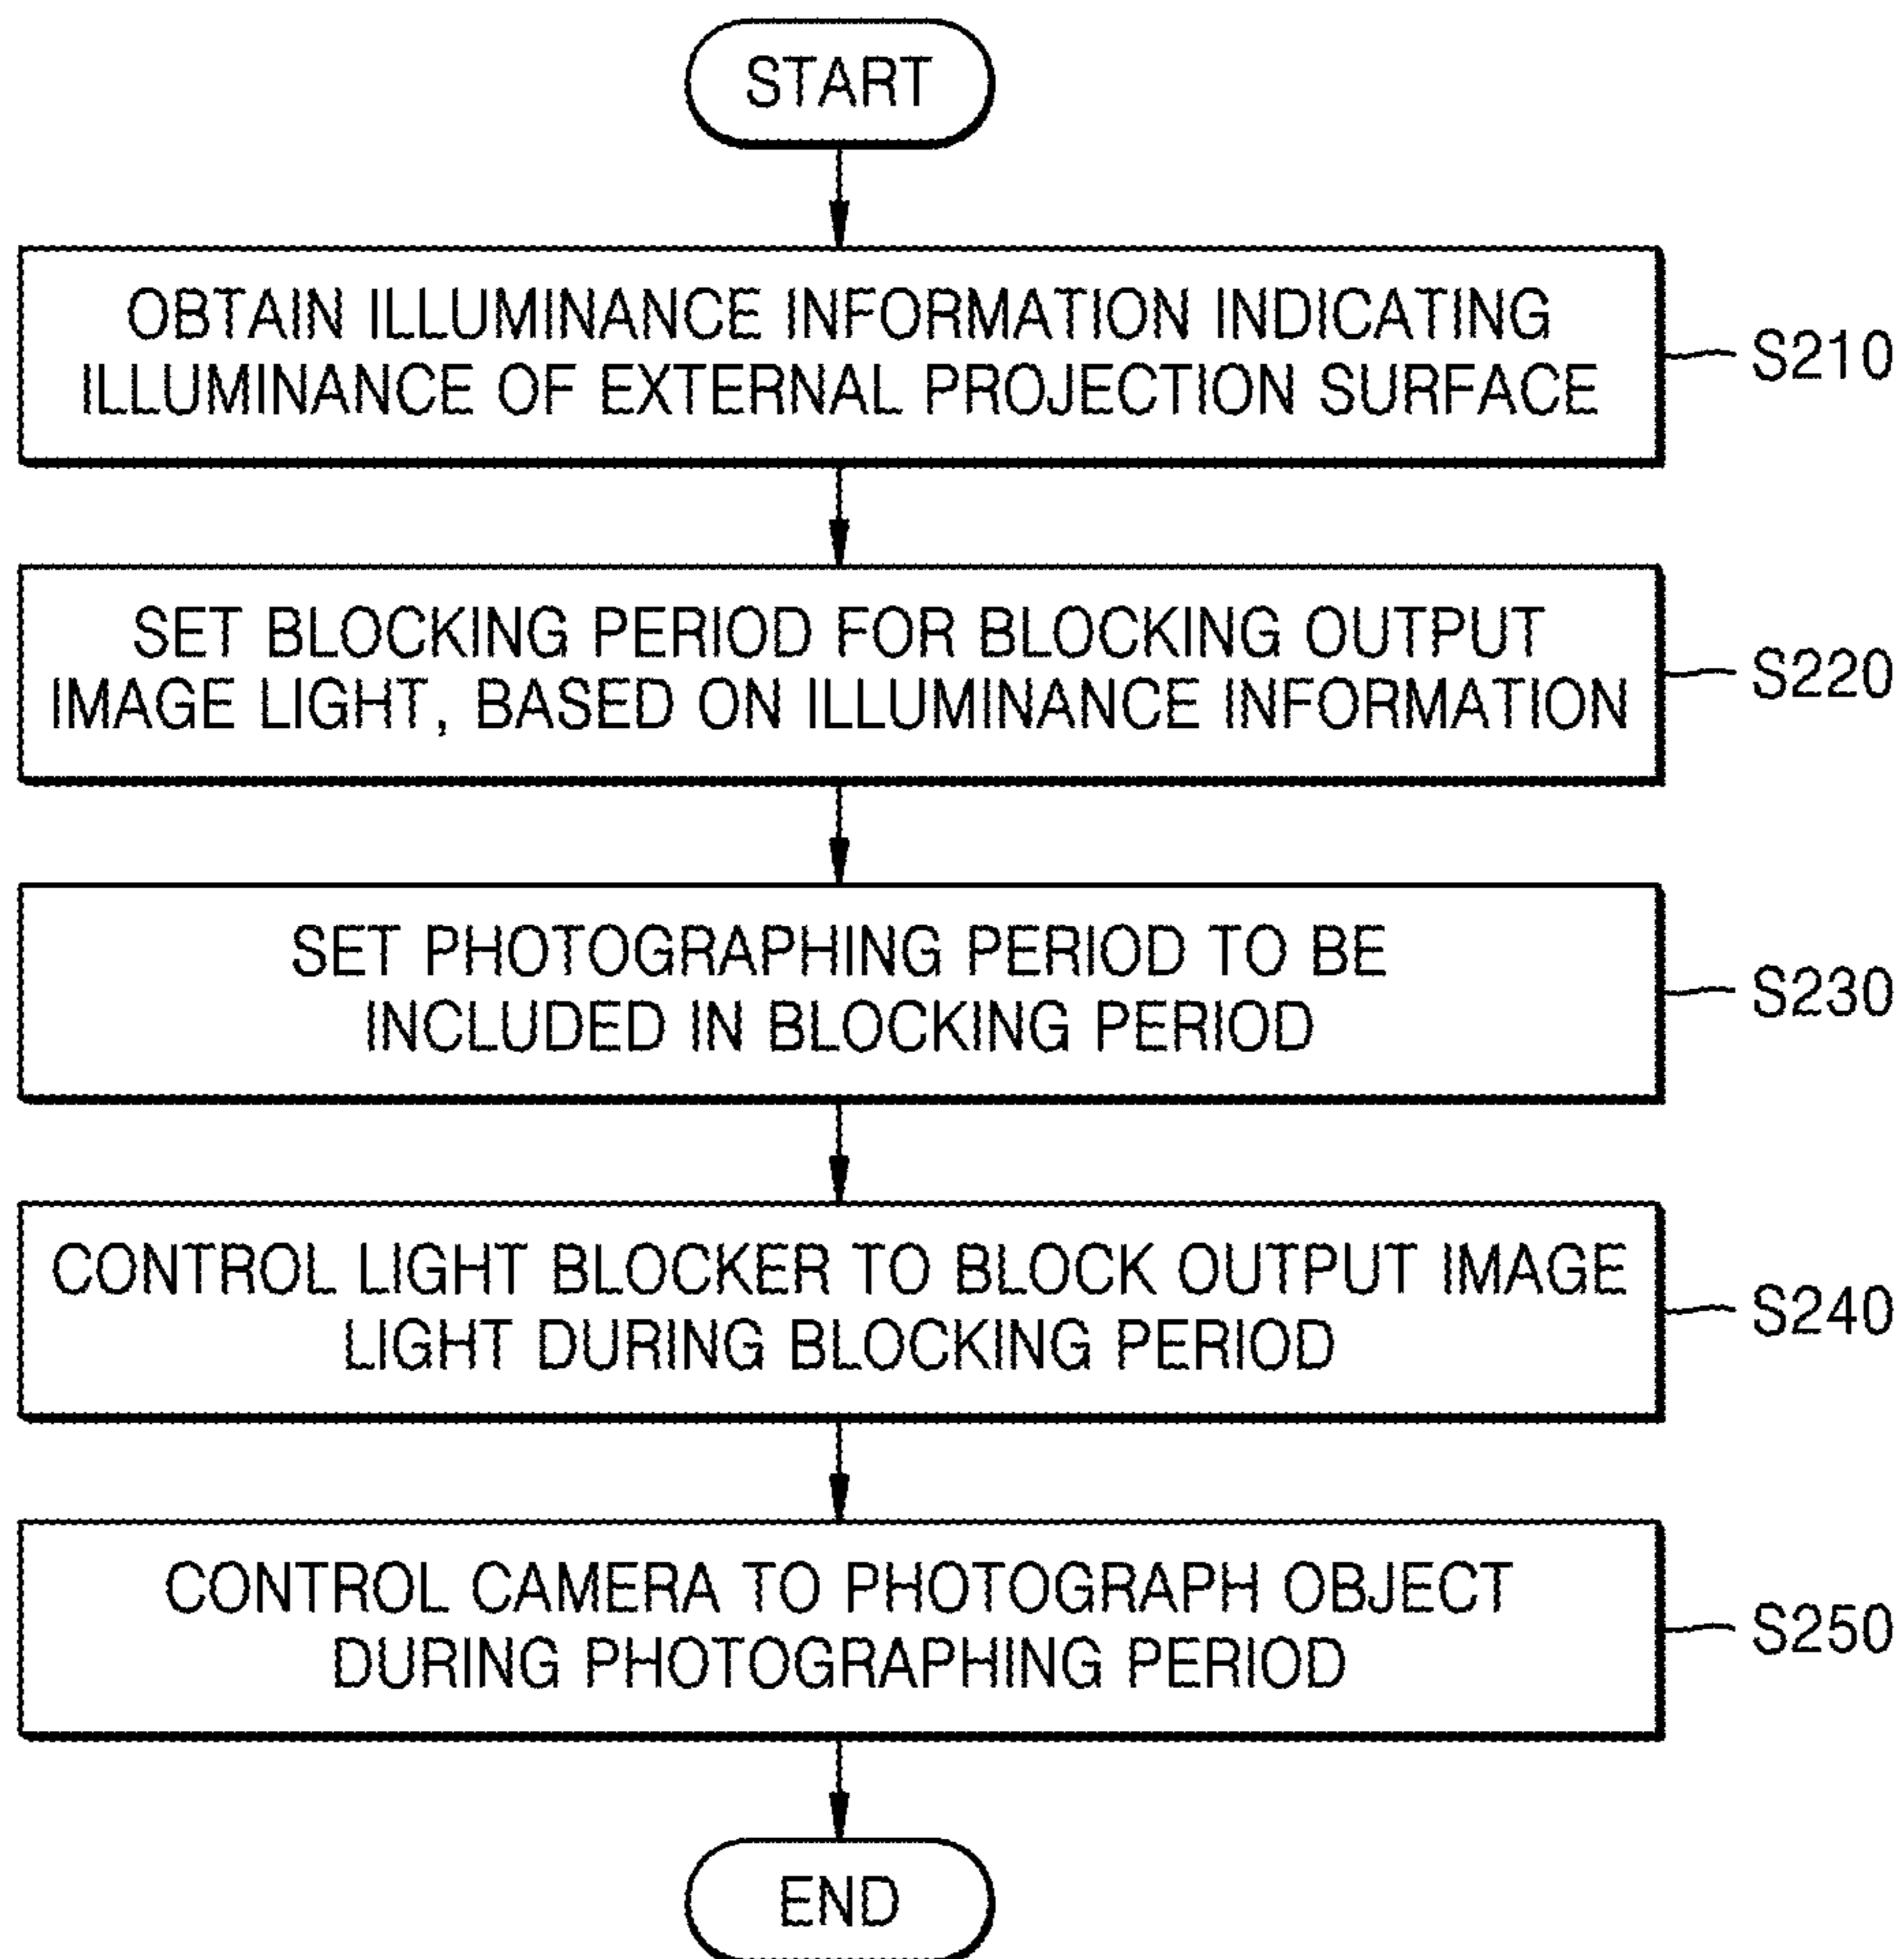 START
OBTAIN ILLUMINANCE INFORMATION INDICATING
ILLUMINANCE OF EXTERNAL PROJECTION SURFACE
S210
SET BLOCKING PERIOD FOR BLOCKING OUTPUT
IMAGE LIGHT, BASED ON ILLUMINANCE INFORMATION
S220
SET PHOTOGRAPHING PERIOD TO BE
INCLUDED IN BLOCKING PERIOD
S230
CONTROL LIGHT BLOCKER TO BLOCK OUTPUT IMAGE
LIGHT DURING BLOCKING PERIOD
S240
CONTROL CAMERA TO PHOTOGRAPH OBJECT
DURING PHOTOGRAPHING PERIOD
S250
END